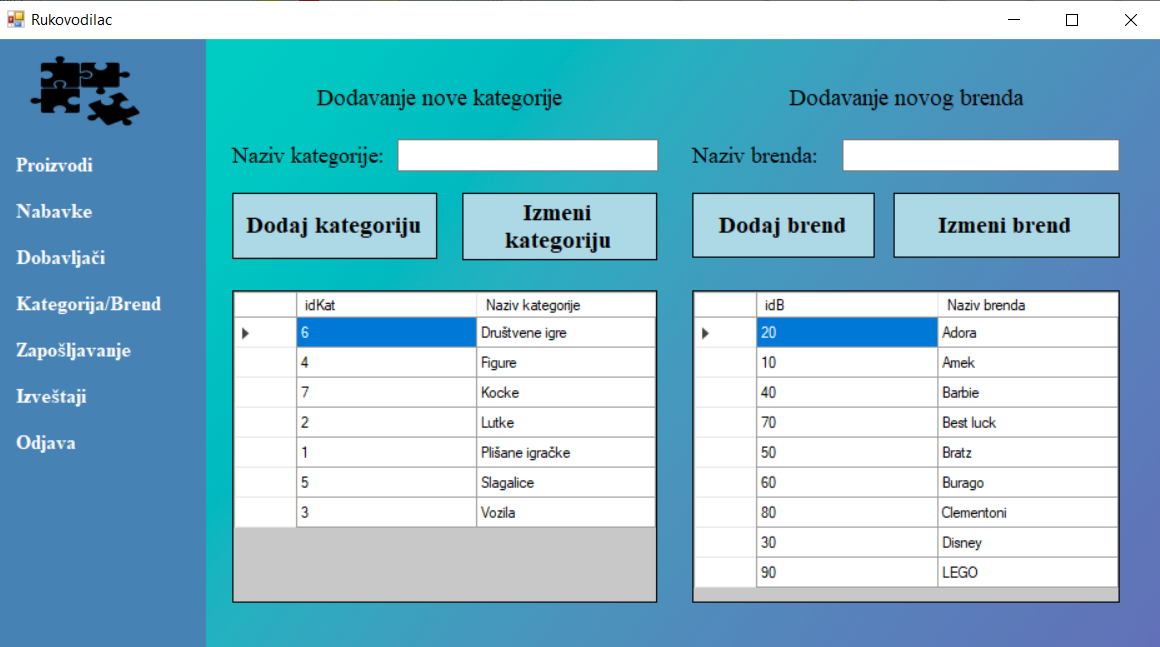 Rukovodilac
Proizvodi
Nabavke
Dobavljači
Kategorija/Brend
Zapošljavanje
Izveštaji
Odjava
Dodavanje nove kategorije
Naziv kategorije:
Dodaj kategoriju
Izmeni
kategoriju
idKat Naziv kategorije
6 Društvene igre
4 Figure
7 Kocke
2 Lutke
1 Plišane igračke
5 Slagalice
3 Vozila
Dodavanje novog brenda
Naziv brenda:
Dodaj brend
Izmeni brend
idB Naziv brenda
20 Adora
10 Amek
40 Barbie
70 Best luck
50 Bratz
60 Burago
80 Clementoni
30 Disney
90 LEGO